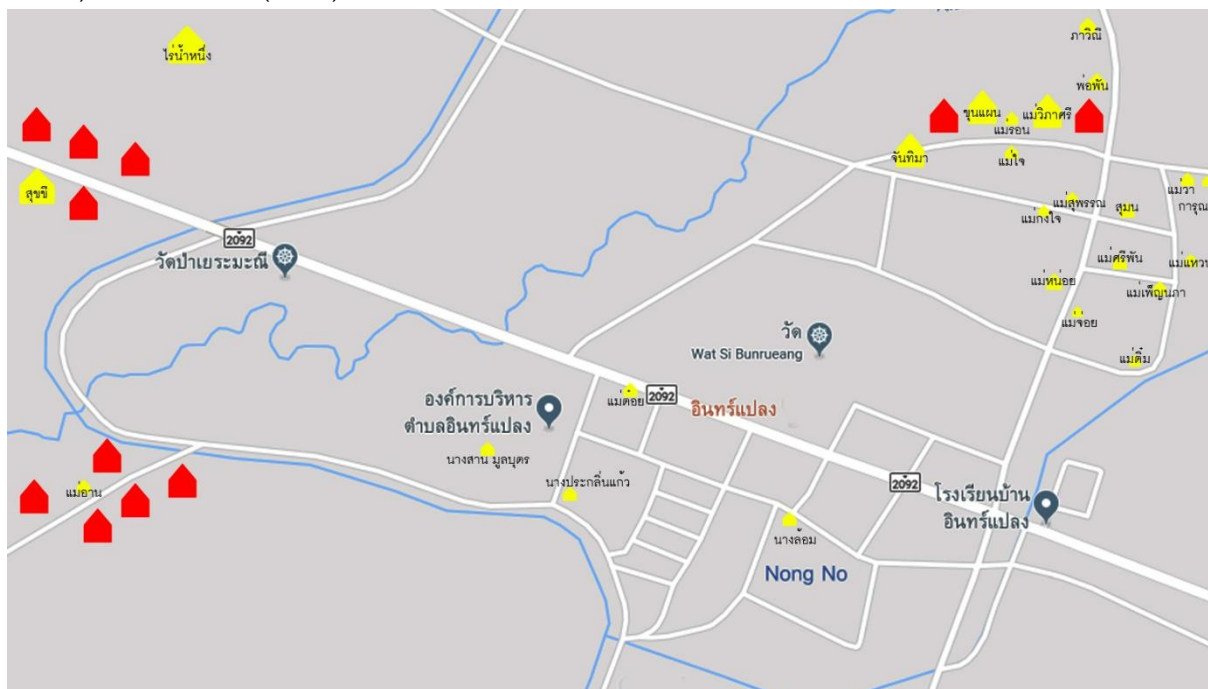 ไร่น้ำหนึ่ง
ภาวิณี
พ่อพัน
ขุนแผน
แม่วิภาศรี
แม่รอน
จันทิมา
แม่ใจ
สุขขี
แม่วา
การุณ
แม่สุพรรณ
สุมน
แม่กงใจ
2092
วัดป่าเยระมะณี
แม่ศรีพัน
แม่แหวน
แม่หน่อย
แม่เพ็ญนภา
แม่จ่อย
วัด
Wat Si Bunrueang
แม่ติ๋ม
องค์การบริหาร
ตำบลอินทร์แปลง
แม่ต้อย
2092
อินทร์แปลง
นางสาน มูลบุตร
แม่อาน
นางประกลิ่นแก้ว
2092
โรงเรียนบ้าน
อินทร์แปลง
นางล้อม
Nong No